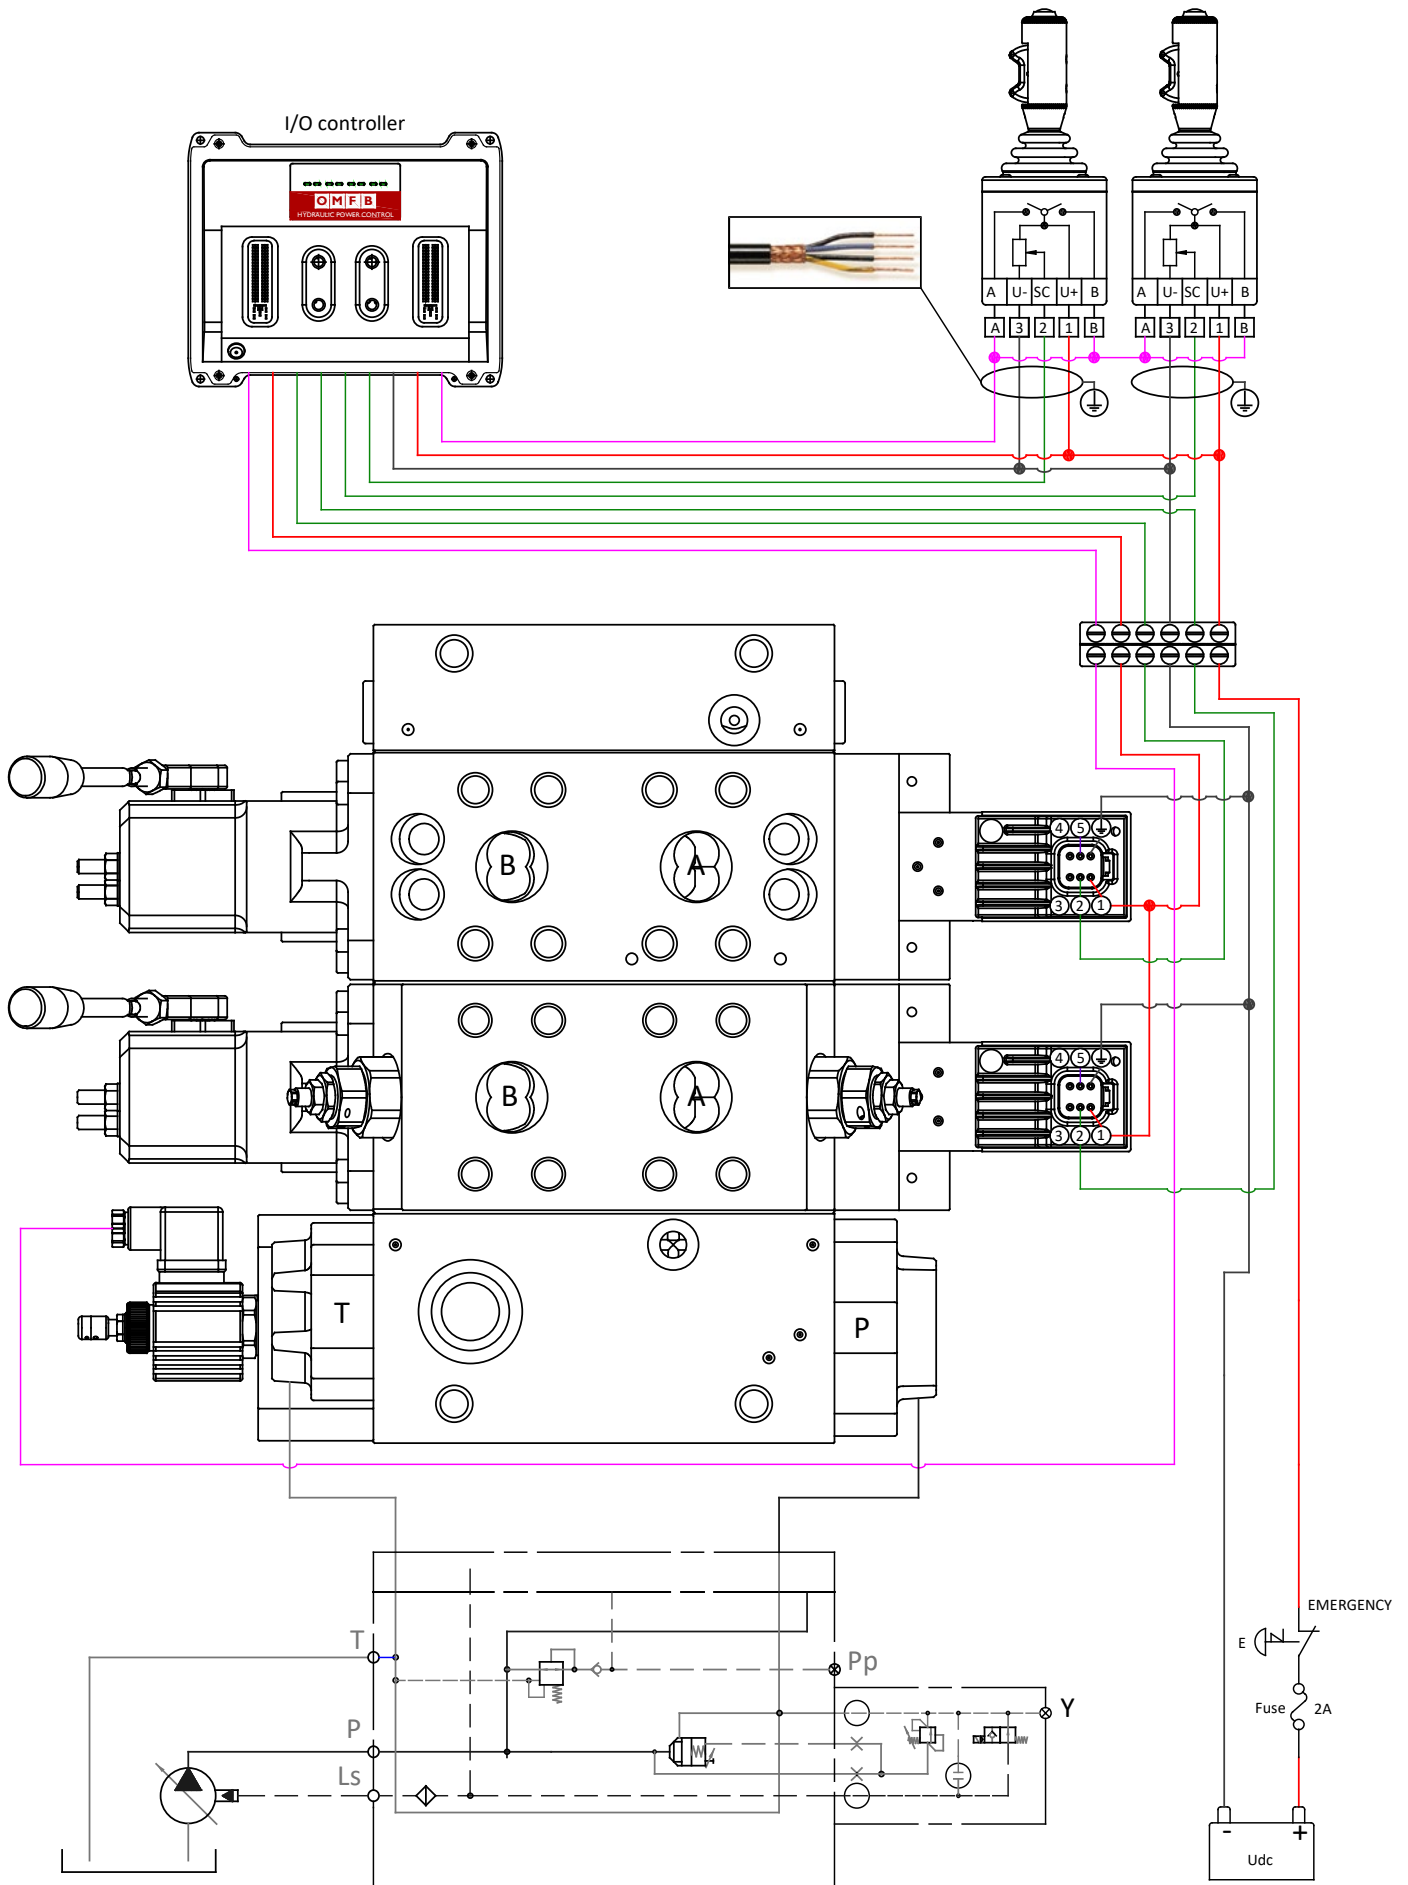 I/O controller
O M F B
HYDRAULIC POWER CONTROL
A U- SC U+ B
A U- SC U+ B
A 3 2 1 B
A 3 2 1 B
B A
4 5
3 2 1
B A
4 5
3 2 1
T
P
EMERGENCY
E
T
Pp
Y
Fuse 2A
P
Ls
- +
Udc